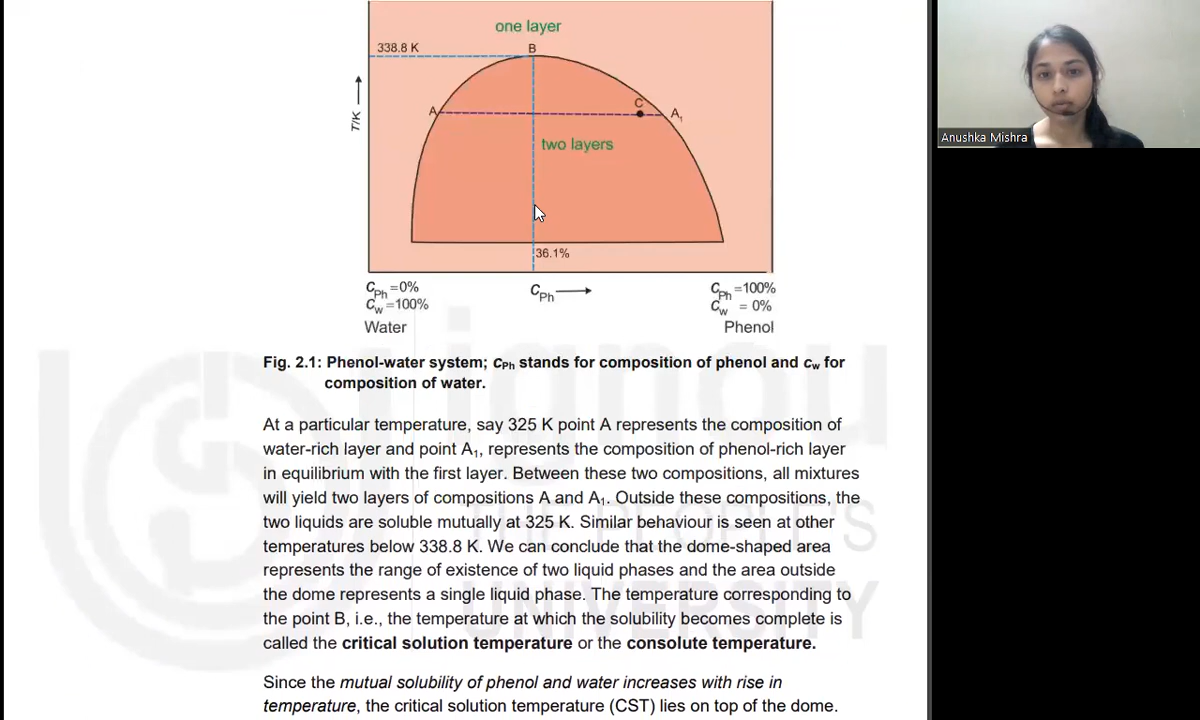 one layer
338.8 K
B
A
C
A1
T/K
two layers
36.1%
CPh =0%
Cw =100%
Water
CPh
CPh =100%
Cw = 0%
Phenol
Anushka Mishra
Fig. 2.1: Phenol-water system; CPh stands for composition of phenol and cw for
composition of water.
At a particular temperature, say 325 K point A represents the composition of
water-rich layer and point A1, represents the composition of phenol-rich layer
in equilibrium with the first layer. Between these two compositions, all mixtures
will yield two layers of compositions A and A1. Outside these compositions, the
two liquids are soluble mutually at 325 K. Similar behaviour is seen at other
temperatures below 338.8 K. We can conclude that the dome-shaped area
represents the range of existence of two liquid phases and the area outside
the dome represents a single liquid phase. The temperature corresponding to
the point B, i.e., the temperature at which the solubility becomes complete is
called the critical solution temperature or the consolute temperature.
Since the mutual solubility of phenol and water increases with rise in
temperature, the critical solution temperature (CST) lies on top of the dome.
ignou
THE PEOPLE'S
UNIVERSITY